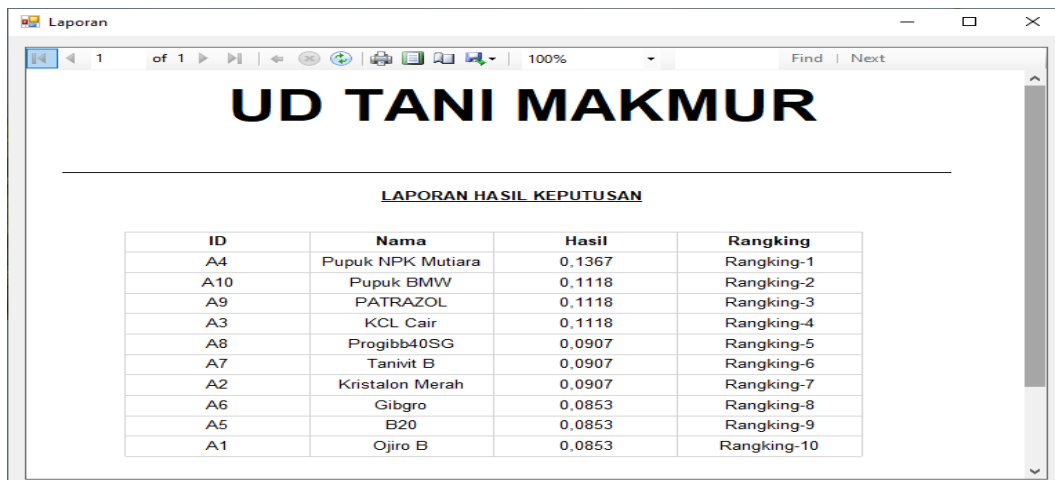 Laporan
1 of 1 100% Find | Next
UD TANI MAKMUR
LAPORAN HASIL KEPUTUSAN
ID Nama Hasil Rangking
A4 Pupuk NPK Mutiara 0,1367 Rangking-1
A10 Pupuk BMW 0,1118 Rangking-2
A9 PATRAZOL 0,1118 Rangking-3
A3 KCL Cair 0,1118 Rangking-4
A8 Progibb40SG 0,0907 Rangking-5
A7 Tanivit B 0,0907 Rangking-6
A2 Kristalon Merah 0,0907 Rangking-7
A6 Gibgro 0,0853 Rangking-8
A5 B20 0,0853 Rangking-9
A1 Ojiro B 0,0853 Rangking-10